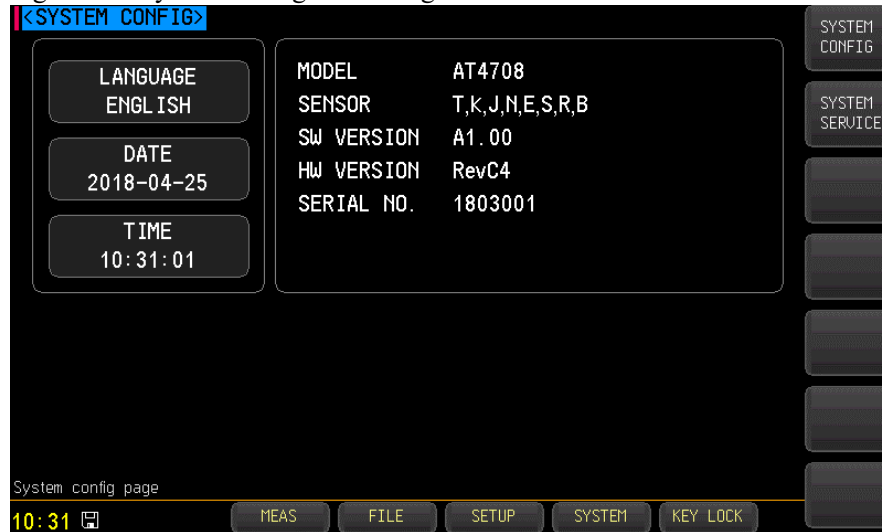 <SYSTEM CONFIG>
LANGUAGE
ENGLISH
DATE
2018-04-25
TIME
10:31:01
MODEL AT4708
SENSOR T,K,J,N,E,S,R,B
SW VERSION A1.00
HW VERSION RevC4
SERIAL NO. 1803001
SYSTEM
CONFIG
SYSTEM
SERVICE
System config page
10:31 MEAS FILE SETUP SYSTEM KEY LOCK